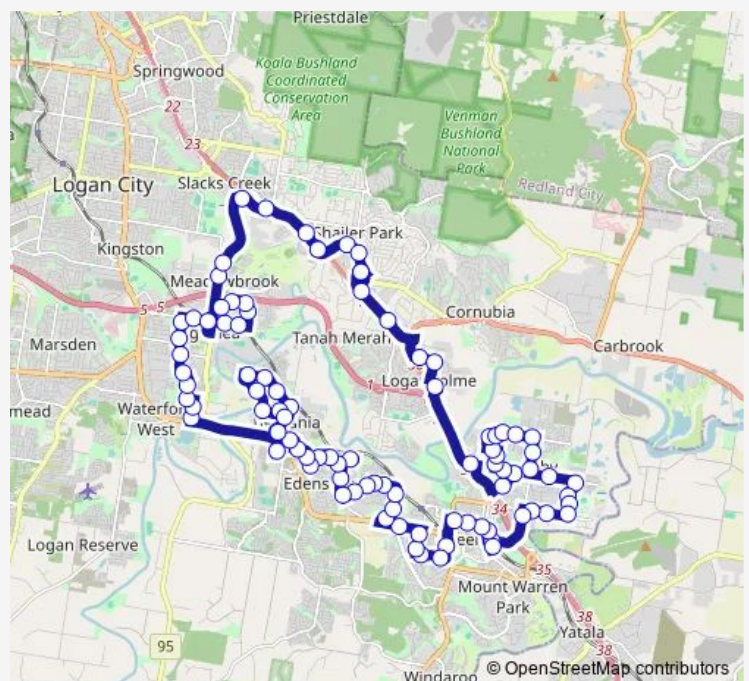 Priestdale
Springwood
Koala Bushland
Coordinated
Conservation
Area
22
Venman
Bushland
National
Park
23
Logan City
Slacks Creek
Redland City
Shailer Park
Kingston
5
5
Cornubia
Tanah Merah
Marsden
Carbrook
1
Edens
34
Logan Reserve
35
Mount Warren
Park
38
Yatala
95
38
Windaroo
© OpenStreetMap contributors